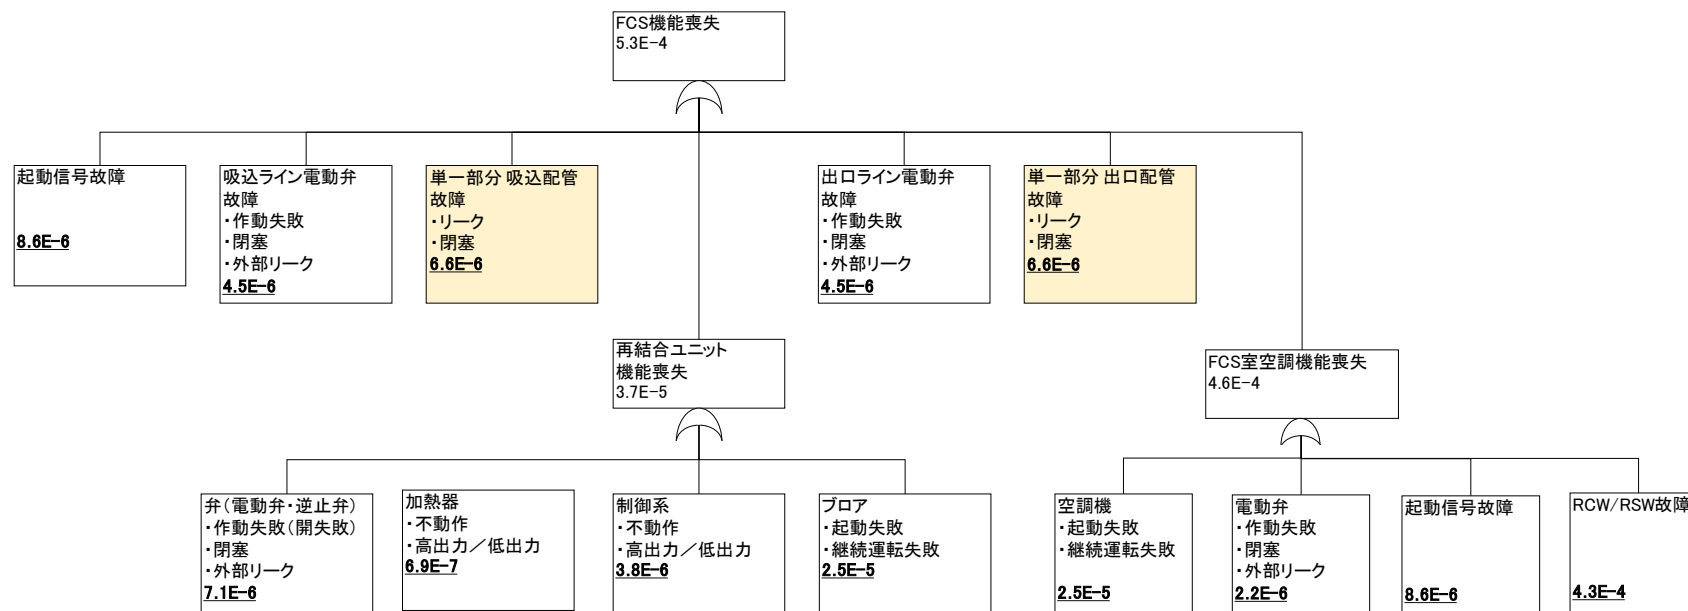 FCS機能喪失
5.3E-4
起動信号故障
8.6E-6
吸込ライン電動弁
故障
・作動失敗
・閉塞
・外部リーク
4.5E-6
単一部分 吸込配管
故障
・リーク
・閉塞
6.6E-6
出口ライン電動弁
故障
・作動失敗
・閉塞
・外部リーク
4.5E-6
単一部分 出口配管
故障
・リーク
・閉塞
6.6E-6
再結合ユニット
機能喪失
3.7E-5
FCS室空調機能喪失
4.6E-4
弁(電動弁・逆止弁)
・作動失敗(開失敗)
・閉塞
・外部リーク
7.1E-6
加熱器
・不動作
・高出力/低出力
6.9E-7
制御系
・不動作
・高出力/低出力
3.8E-6
ブロア
・起動失敗
・継続運転失敗
2.5E-5
空調機
・起動失敗
・継続運転失敗
2.5E-5
電動弁
・作動失敗
・閉塞
・外部リーク
2.2E-6
起動信号故障
8.6E-6
RCW/RSW故障
4.3E-4